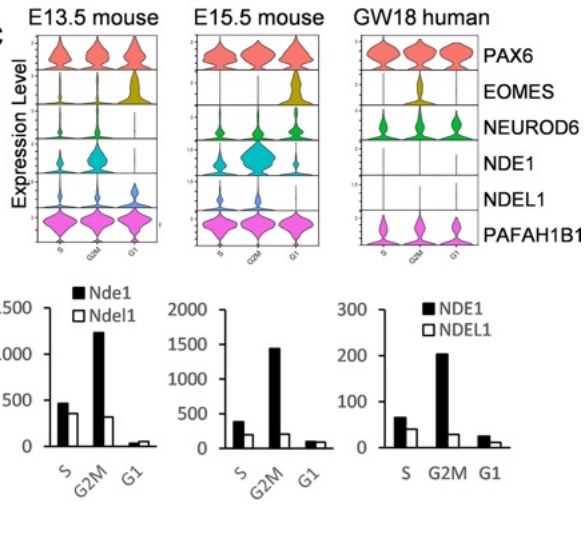 E13.5 mouse E15.5 mouse GW18 human
Expression Level
PAX6
EOMES
NEUROD6
NDE1
NDEL1
PAFAH1B1
S G2M G1 S G2M G1 S G2M G1
Nde1
Ndel1
1500
1000
500
0
S G2M G1
2000
1500
1000
500
0
S G2M G1
NDE1
NDEL1
300
200
100
0
S G2M G1